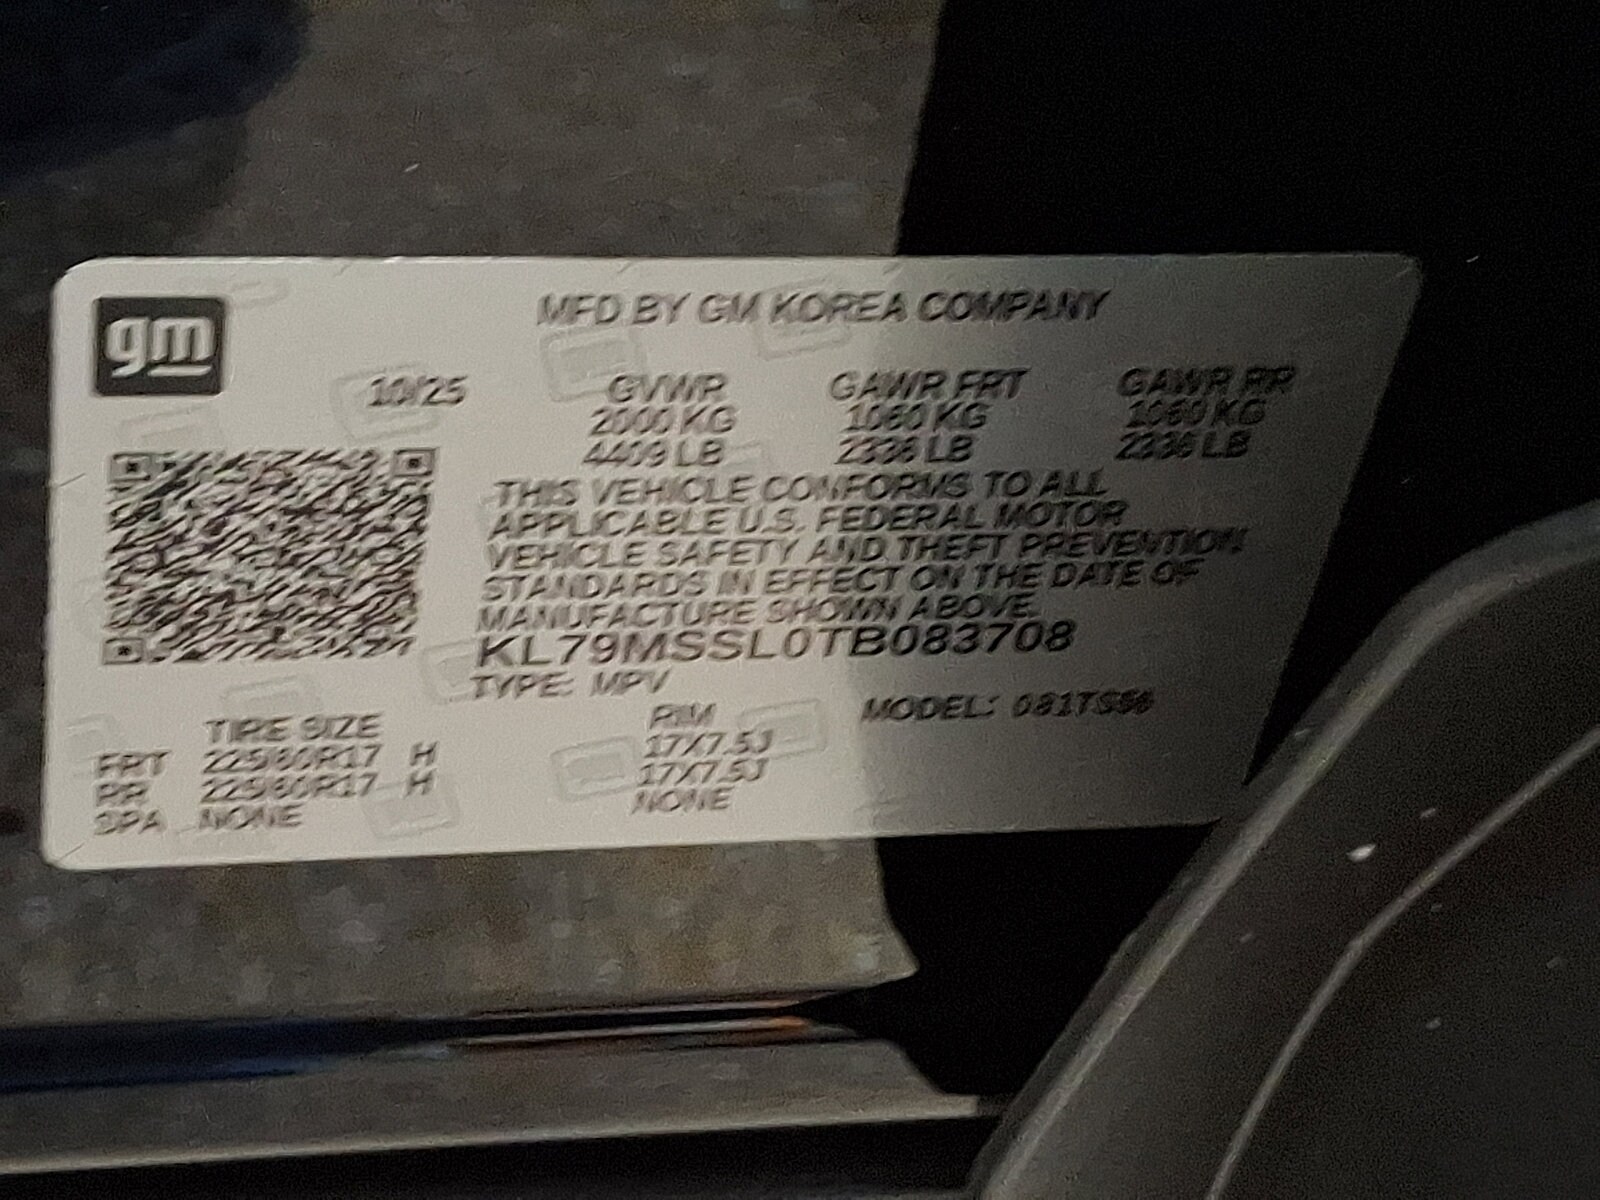 gm
MFD BY GM KOREA COMPANY
10/25 GVWR GAWR FRT GAWR RR
2000 KG 1060 KG 1060 KG
4409 LB 2336 LB 2336 LB
THIS VEHICLE CONFORMS TO ALL
APPLICABLE U.S. FEDERAL MOTOR
VEHICLE SAFETY AND THEFT PREVENTION
STANDARDS IN EFFECT ON THE DATE OF
MANUFACTURE SHOWN ABOVE.
KL79MSSL0TB083708
TYPE: MPV
MODEL:
TIRE SIZE RIM
FRT 225/60R17 H 17X7.5J
RR 225/60R17 H 17X7.5J
SPA NONE NONE